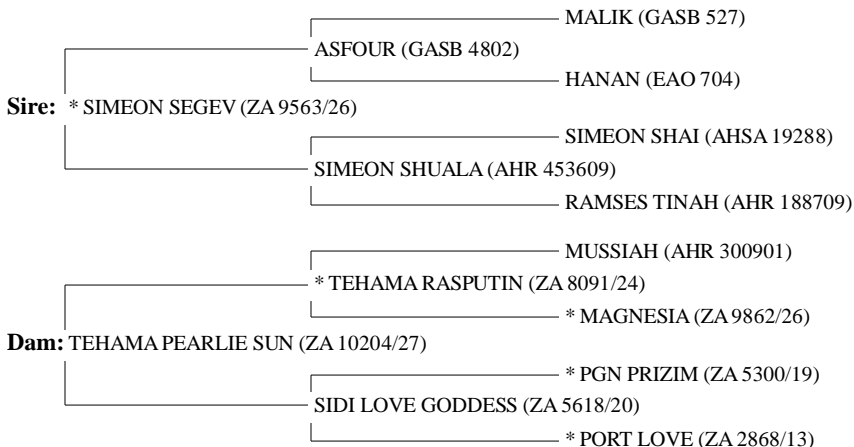 MALIK (GASB 527)
ASFOUR (GASB 4802)
HANAN (EAO 704)
Sire: * SIMEON SEGEV (ZA 9563/26)
SIMEON SHAI (AHSA 19288)
SIMEON SHUALA (AHR 453609)
RAMSES TINAH (AHR 188709)
MUSSIAH (AHR 300901)
* TEHAMA RASPUTIN (ZA 8091/24)
* MAGNESIA (ZA 9862/26)
Dam: TEHAMA PEARLIE SUN (ZA 10204/27)
* PGN PRIZIM (ZA 5300/19)
SIDI LOVE GODDESS (ZA 5618/20)
* PORT LOVE (ZA 2868/13)